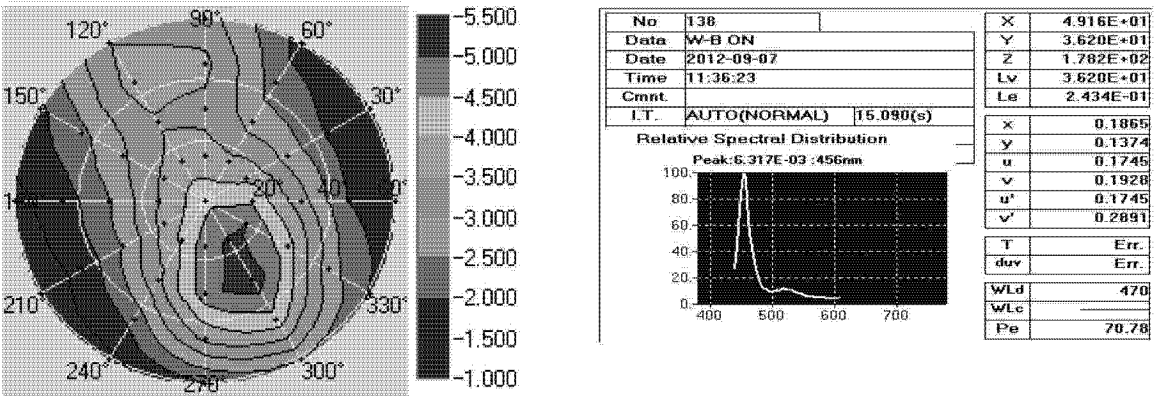 90°
120°
60°
150°
30°
20°
40°
210°
330°
240°
300°
270°
5.500
5.000
4.500
4.000
3.500
3.000
2.500
2.000
1.500
1.000
No 138
Data W-B ON
Date 2012-09-07
Time 11:36:23
Cmnt.
I.T. AUTO(NORMAL) 15.090(s)
Relative Spectral Distribution
Peak:6.317E-03 :456nm
100.
80.
60.
40.
20.
0.
400 500 600 700
X 4.916E+01
Y 3.620E+01
Z 1.782E+02
Lv 3.620E+01
Le 2.434E-01
x 0.1865
y 0.1374
u 0.1745
v 0.1928
u' 0.1745
v' 0.2891
T Err.
duv Err.
WLd 470
WLc
Pe 70.78